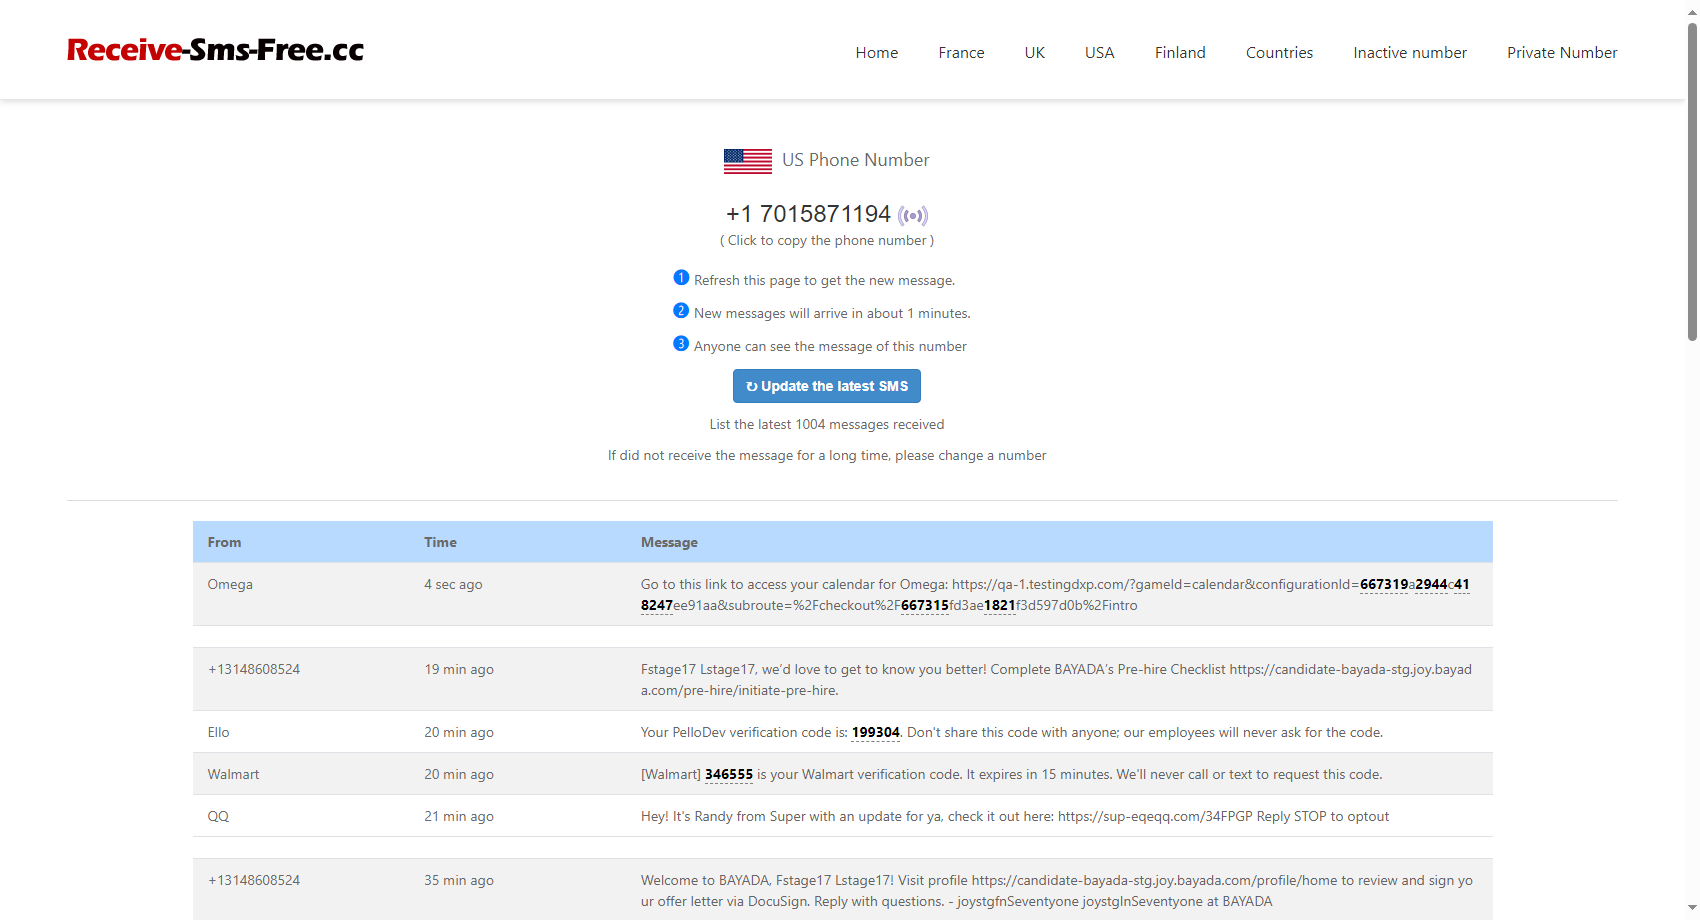 Receive-Sms-Free.cc
Home France UK USA Finland Countries Inactive number Private Number
US Phone Number
+1 7015871194
( Click to copy the phone number )
1 Refresh this page to get the new message.
2 New messages will arrive in about 1 minutes.
3 Anyone can see the message of this number
↻ Update the latest SMS
List the latest 1004 messages received
If did not receive the message for a long time, please change a number
From Time Message
Omega 4 sec ago Go to this link to access your calendar for Omega: https://qa-1.testingdxp.com/?gameId=calendar&configurationId=667319a2944c41
8247ee91aa&subroute=%2Fcheckout%2F667315fd3ae1821f3d597d0b%2Fintro
+13148608524 19 min ago Fstage17 Lstage17, we'd love to get to know you better! Complete BAYADA's Pre-hire Checklist https://candidate-bayada-stg.joy.bayad
a.com/pre-hire/initiate-pre-hire.
Ello 20 min ago Your PelloDev verification code is: 199304. Don't share this code with anyone; our employees will never ask for the code.
Walmart 20 min ago [Walmart] 346555 is your Walmart verification code. It expires in 15 minutes. We'll never call or text to request this code.
QQ 21 min ago Hey! It's Randy from Super with an update for ya, check it out here: https://sup-eqeqq.com/34FPGP Reply STOP to optout
+13148608524 35 min ago Welcome to BAYADA, Fstage17 Lstage17! Visit profile https://candidate-bayada-stg.joy.bayada.com/profile/home to review and sign yo
ur offer letter via DocuSign. Reply with questions. - joystgfnSeventyone joystglnSeventyone at BAYADA